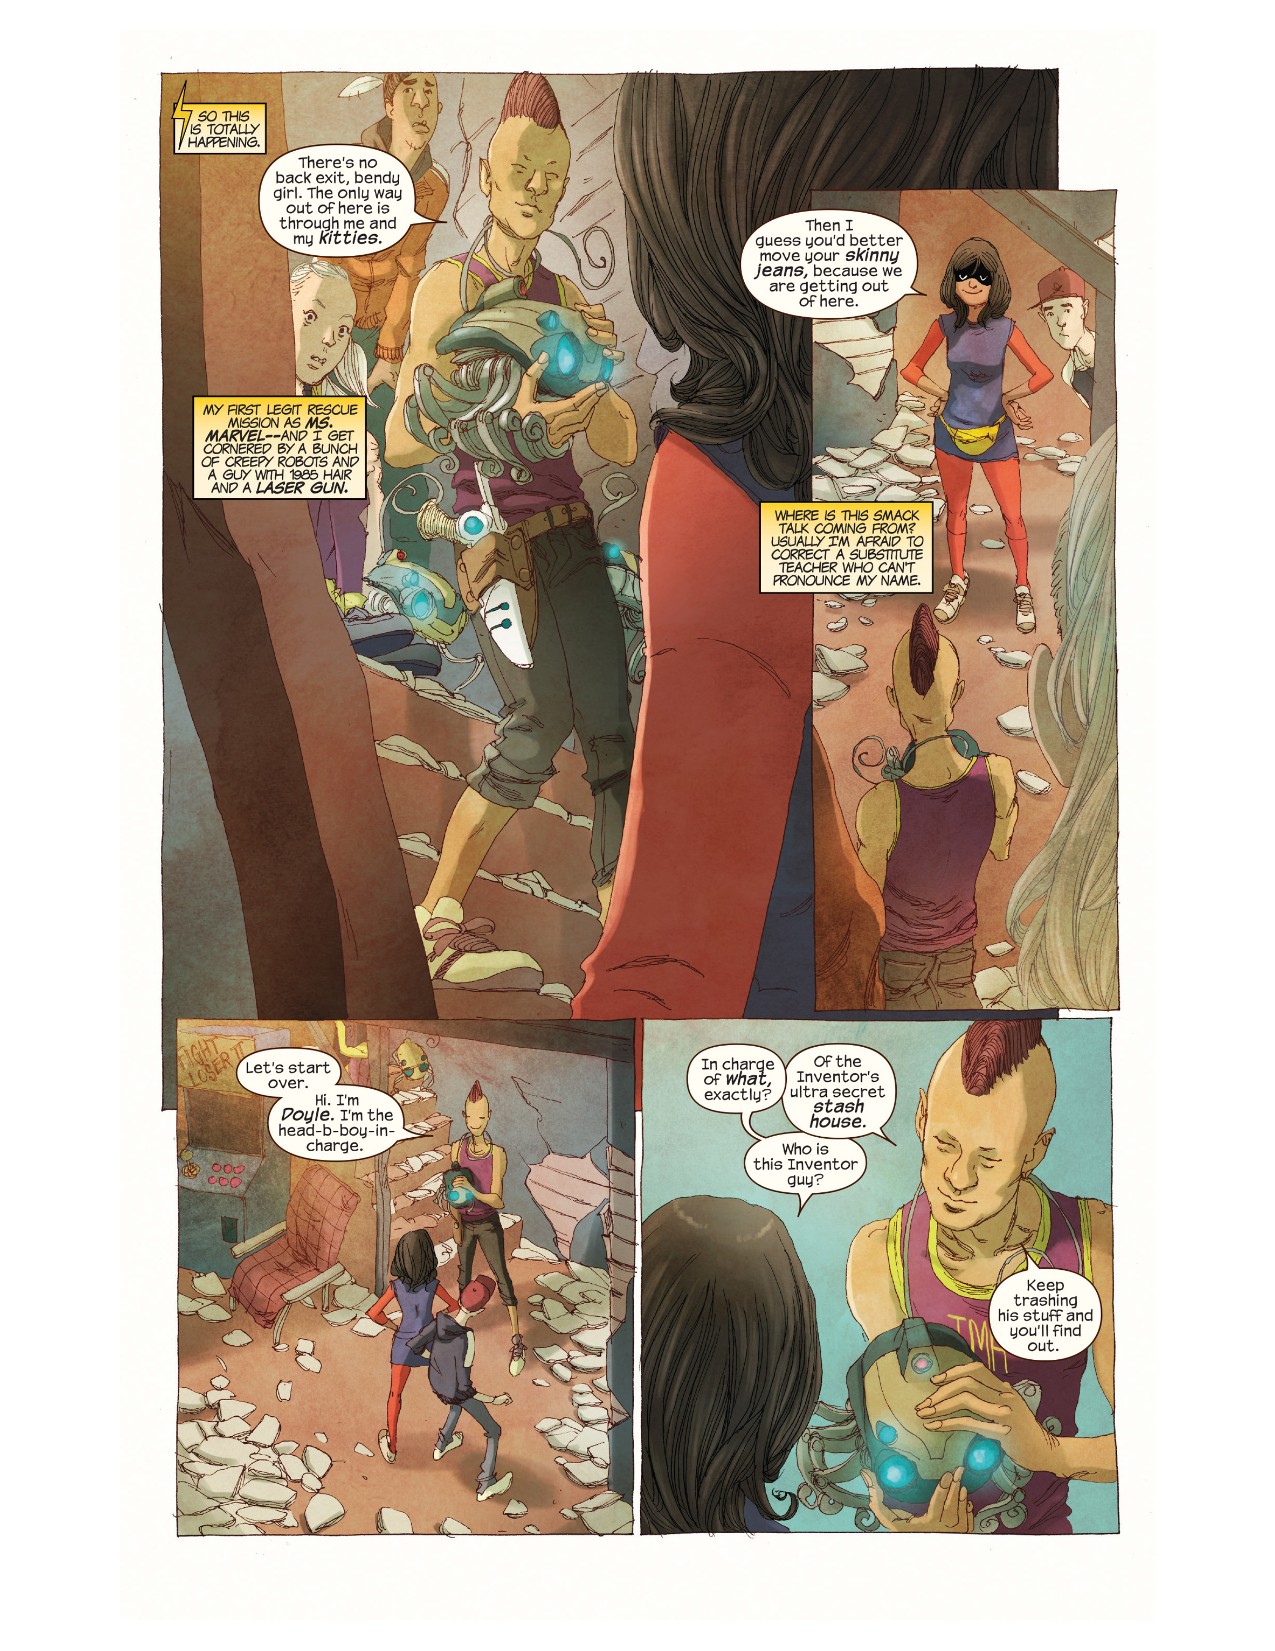 SO THIS
IS TOTALLY
HAPPENING.
There's no
back exit, bendy
girl. The only way
out of here is
through me and
my kitties.
MY FIRST LEGIT RESCUE
MISSION AS MS.
MARVEL--AND I GET
CORNERED BY A BUNCH
OF CREEPY ROBOTS AND
A GUY WITH 1985 HAIR
AND A LASER GUN.
Then I
guess you'd better
move your skinny
jeans, because we
are getting out
of here.
WHERE IS THIS SMACK
TALK COMING FROM?
USUALLY I'M AFRAID TO
CORRECT A SUBSTITUTE
TEACHER WHO CAN'T
PRONOUNCE MY NAME.
FIGHT
LOSER
Let's start
over.
Hi. I'm
Doyle. I'm the
head-b-boy-in-
charge.
In charge
of what,
exactly?
Of the
Inventor's
ultra secret
stash
house.
Who is
this Inventor
guy?
Keep
trashing
his stuff and
you'll find
out.
TMH